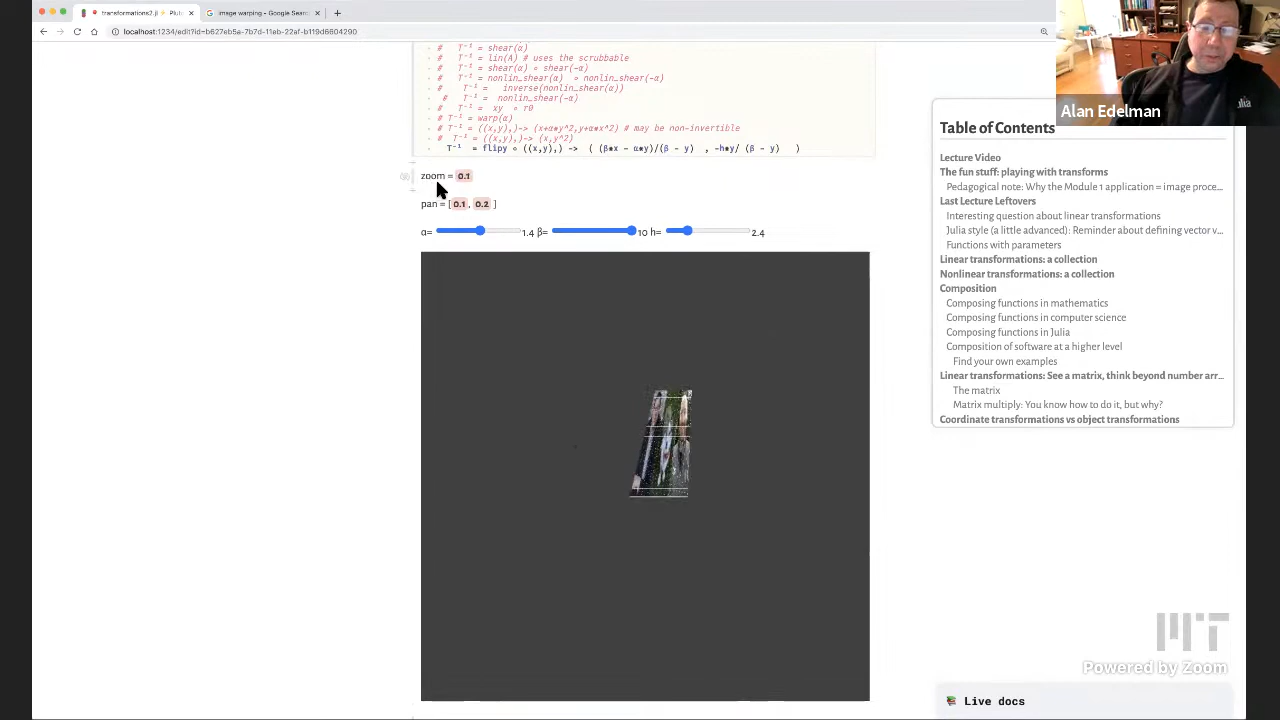 transformations2.jl ⚡ Pluto
image warping - Google Sear
localhost:1234/edit?id=b627eb5a-7b7d-11eb-22af-b119d6604290
# T⁻¹ = shear(α)
# T⁻¹ = lin(A) # uses the scrubbable
# T⁻¹ = shear(α) ∘ shear(-α)
# T⁻¹ = nonlin_shear(α) ∘ nonlin_shear(-α)
# T⁻¹ = inverse(nonlin_shear(α))
# T⁻¹ = nonlin_shear(-α)
# T⁻¹ = xy ∘ rθ
# T⁻¹ = warp(α)
# T⁻¹ = ((x,y),)-> (x+α*y^2,y+α*x^2) # may be non-invertible
# T⁻¹ = ((x,y),)-> (x,y^2)
T⁻¹ = flipy ∘ ((x,y),) -> ( (β*x - α*y)/(β - y) , -h*y/ (β - y) )
zoom = 0.1
pan = [ 0.1 , 0.2 ]
α= 1.4 β= 10 h= 2.4
Alan Edelman
Table of Contents
Lecture Video
The fun stuff: playing with transforms
Pedagogical note: Why the Module 1 application = image proce...
Last Lecture Leftovers
Interesting question about linear transformations
Julia style (a little advanced): Reminder about defining vector v...
Functions with parameters
Linear transformations: a collection
Nonlinear transformations: a collection
Composition
Composing functions in mathematics
Composing functions in computer science
Composing functions in Julia
Composition of software at a higher level
Find your own examples
Linear transformations: See a matrix, think beyond number arr...
The matrix
Matrix multiply: You know how to do it, but why?
Coordinate transformations vs object transformations
MIT
Powered by Zoom
Live docs